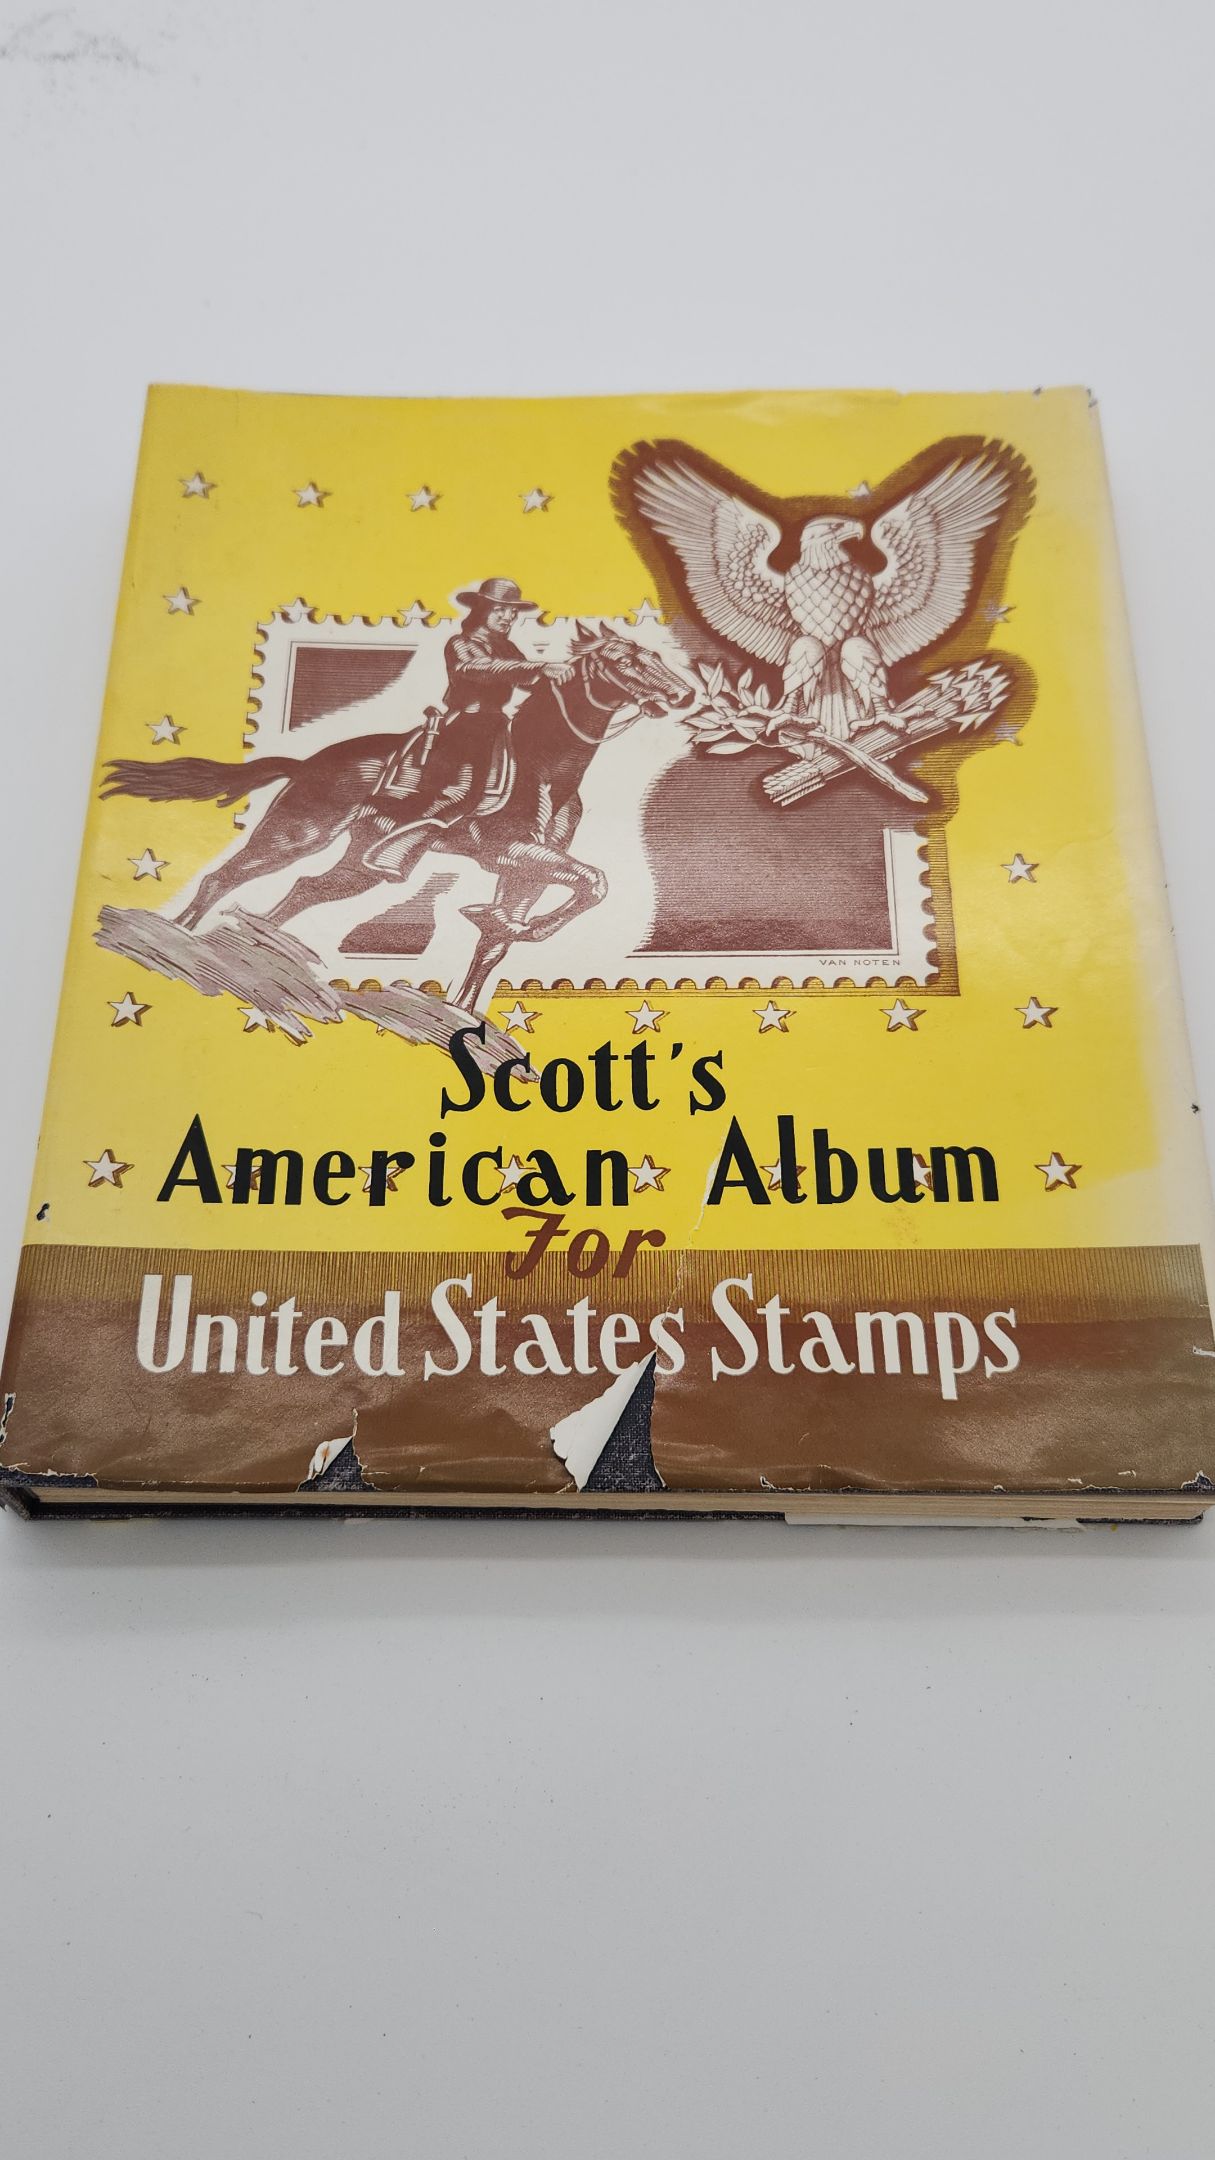 VAN NOTEN
Scott's
American Album
For
United States Stamps